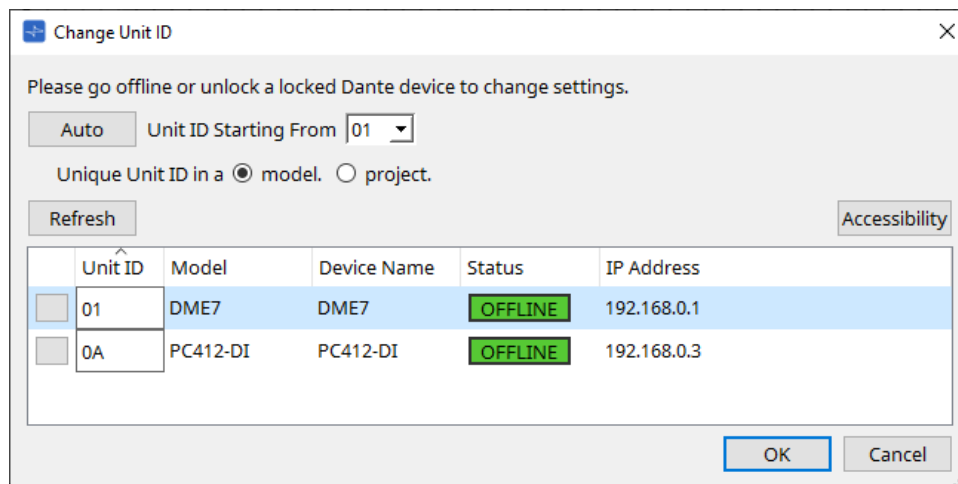 Change Unit ID
Please go offline or unlock a locked Dante device to change settings.
Auto Unit ID Starting From 01
Unique Unit ID in a model. project.
Refresh Accessibility
Unit ID Model Device Name Status IP Address
01 DME7 DME7 OFFLINE 192.168.0.1
0A PC412-DI PC412-DI OFFLINE 192.168.0.3
OK Cancel